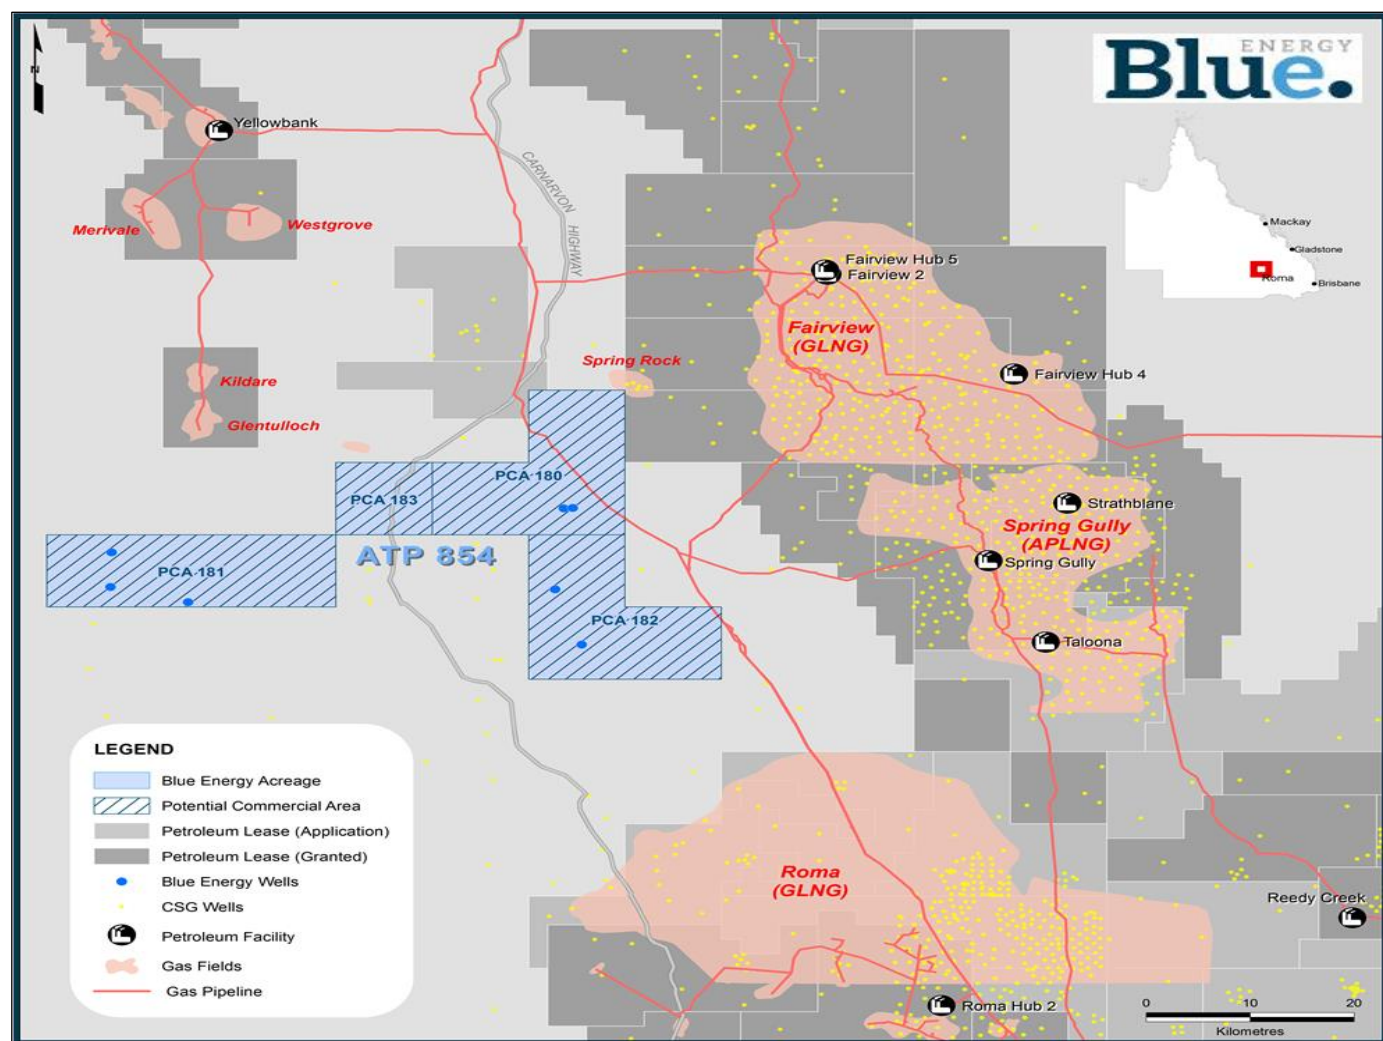 ENERGY
Blue.
N
Yellowbank
CARNARVON HIGHWAY
Merivale
Westgrove
Mackay
Gladstone
Roma
Brisbane
Fairview Hub 5
Fairview 2
Fairview
(GLNG)
Spring Rock
Fairview Hub 4
Kildare
Glentulloch
PCA 180
PCA 183
Strathblane
Spring Gully
(APLNG)
ATP 854
Spring Gully
PCA 181
PCA 182
Taloona
LEGEND
Blue Energy Acreage
Potential Commercial Area
Petroleum Lease (Application)
Petroleum Lease (Granted)
Blue Energy Wells
CSG Wells
Petroleum Facility
Gas Fields
Gas Pipeline
Roma
(GLNG)
Reedy Creek
Roma Hub 2
0 10 20
Kilometres